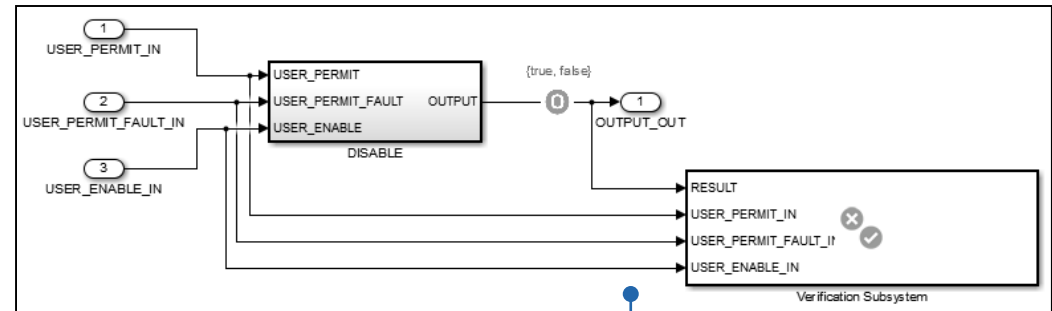 1
USER_PERMIT_IN
2
USER_PERMIT_FAULT_IN
3
USER_ENABLE_IN
USER_PERMIT
USER_PERMIT_FAULT
OUTPUT
USER_ENABLE
DISABLE
{true, false}
1
OUTPUT_OUT
RESULT
USER_PERMIT_IN
USER_PERMIT_FAULT_I
USER_ENABLE_IN
Verification Subsystem